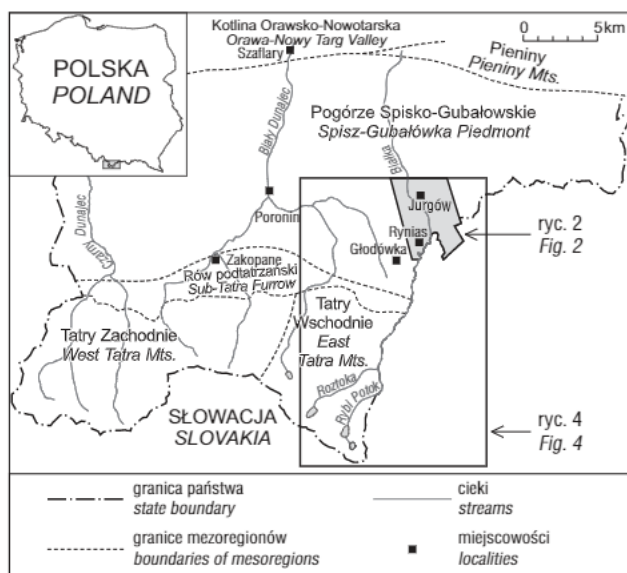 Kotlina Orawsko-Nowotarska
Orawa-Nowy Targ Valley
Szaflary
0 5km
POLSKA
POLAND
Pieniny
Pieniny Mts.
Pogórze Spisko-Gubałowskie
Spisz-Gubałówka Piedmont
Biały Dunajec
Białka
Czarny Dunajec
Poronin
Jurgów
Rynias
Głodówka
ryc. 2
Fig. 2
Zakopane
Rów podtatrzański
Sub-Tatra Furrow
Tatry Zachodnie
West Tatra Mts.
Tatry
Wschodnie
East
Tatra Mts.
Roztoka
Rybi Potok
SŁOWACJA
SLOVAKIA
ryc. 4
Fig. 4
granica państwa
state boundary
cieki
streams
granice mezoregionów
boundaries of mesoregions
miejscowości
localities